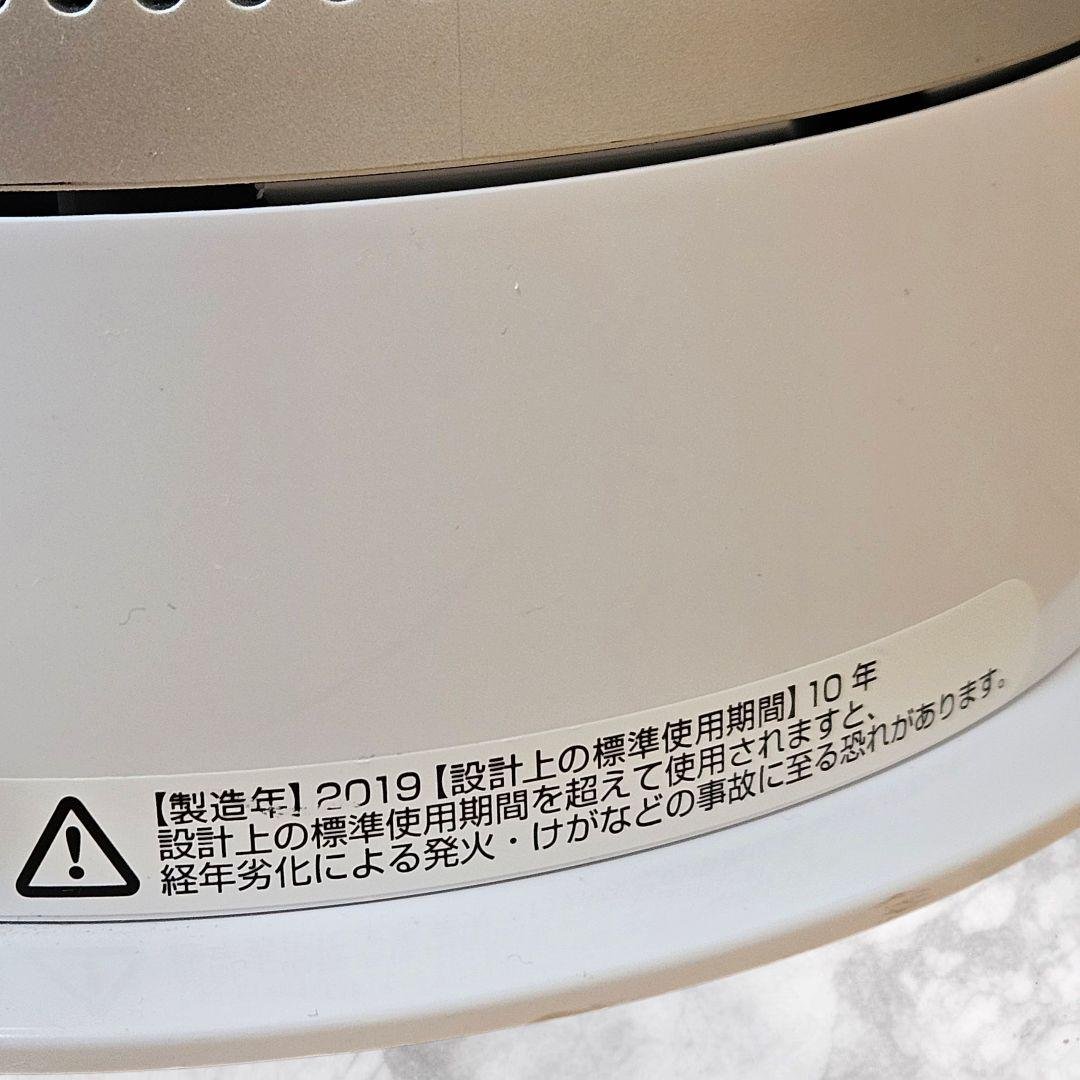 【製造年】2019【設計上の標準使用期間】10年
設計上の標準使用期間を超えて使用されますと、
経年劣化による発火・けがなどの事故に至る恐れがあります。